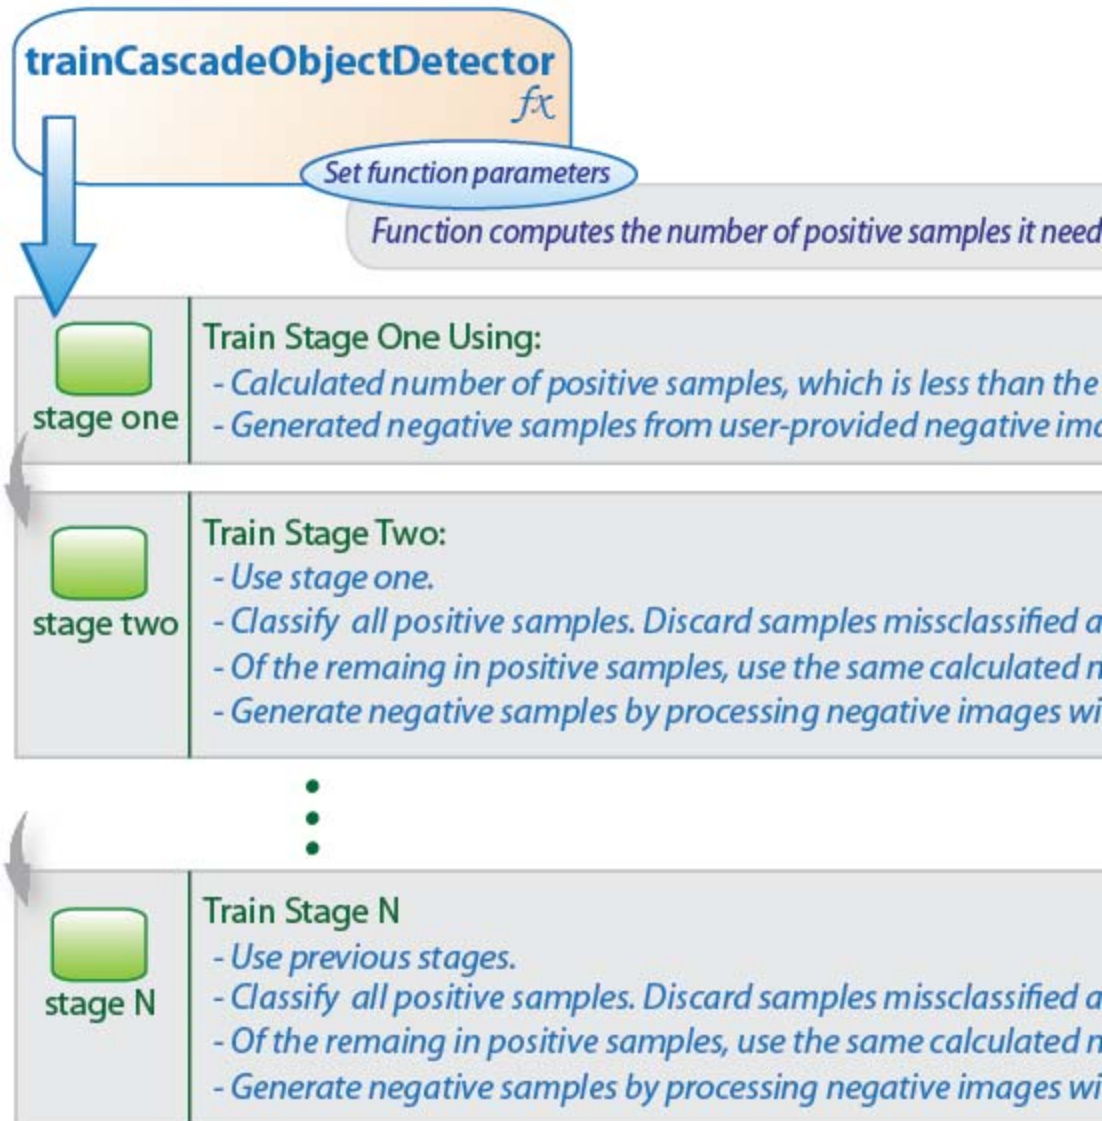 trainCascadeObjectDetector
fx
Set function parameters
Function computes the number of positive samples it need
Train Stage One Using:
- Calculated number of positive samples, which is less than the
- Generated negative samples from user-provided negative ima
stage one
Train Stage Two:
- Use stage one.
- Classify all positive samples. Discard samples missclassified a
- Of the remaing in positive samples, use the same calculated n
- Generate negative samples by processing negative images wi
stage two
Train Stage N
- Use previous stages.
- Classify all positive samples. Discard samples missclassified a
- Of the remaing in positive samples, use the same calculated n
- Generate negative samples by processing negative images wi
stage N